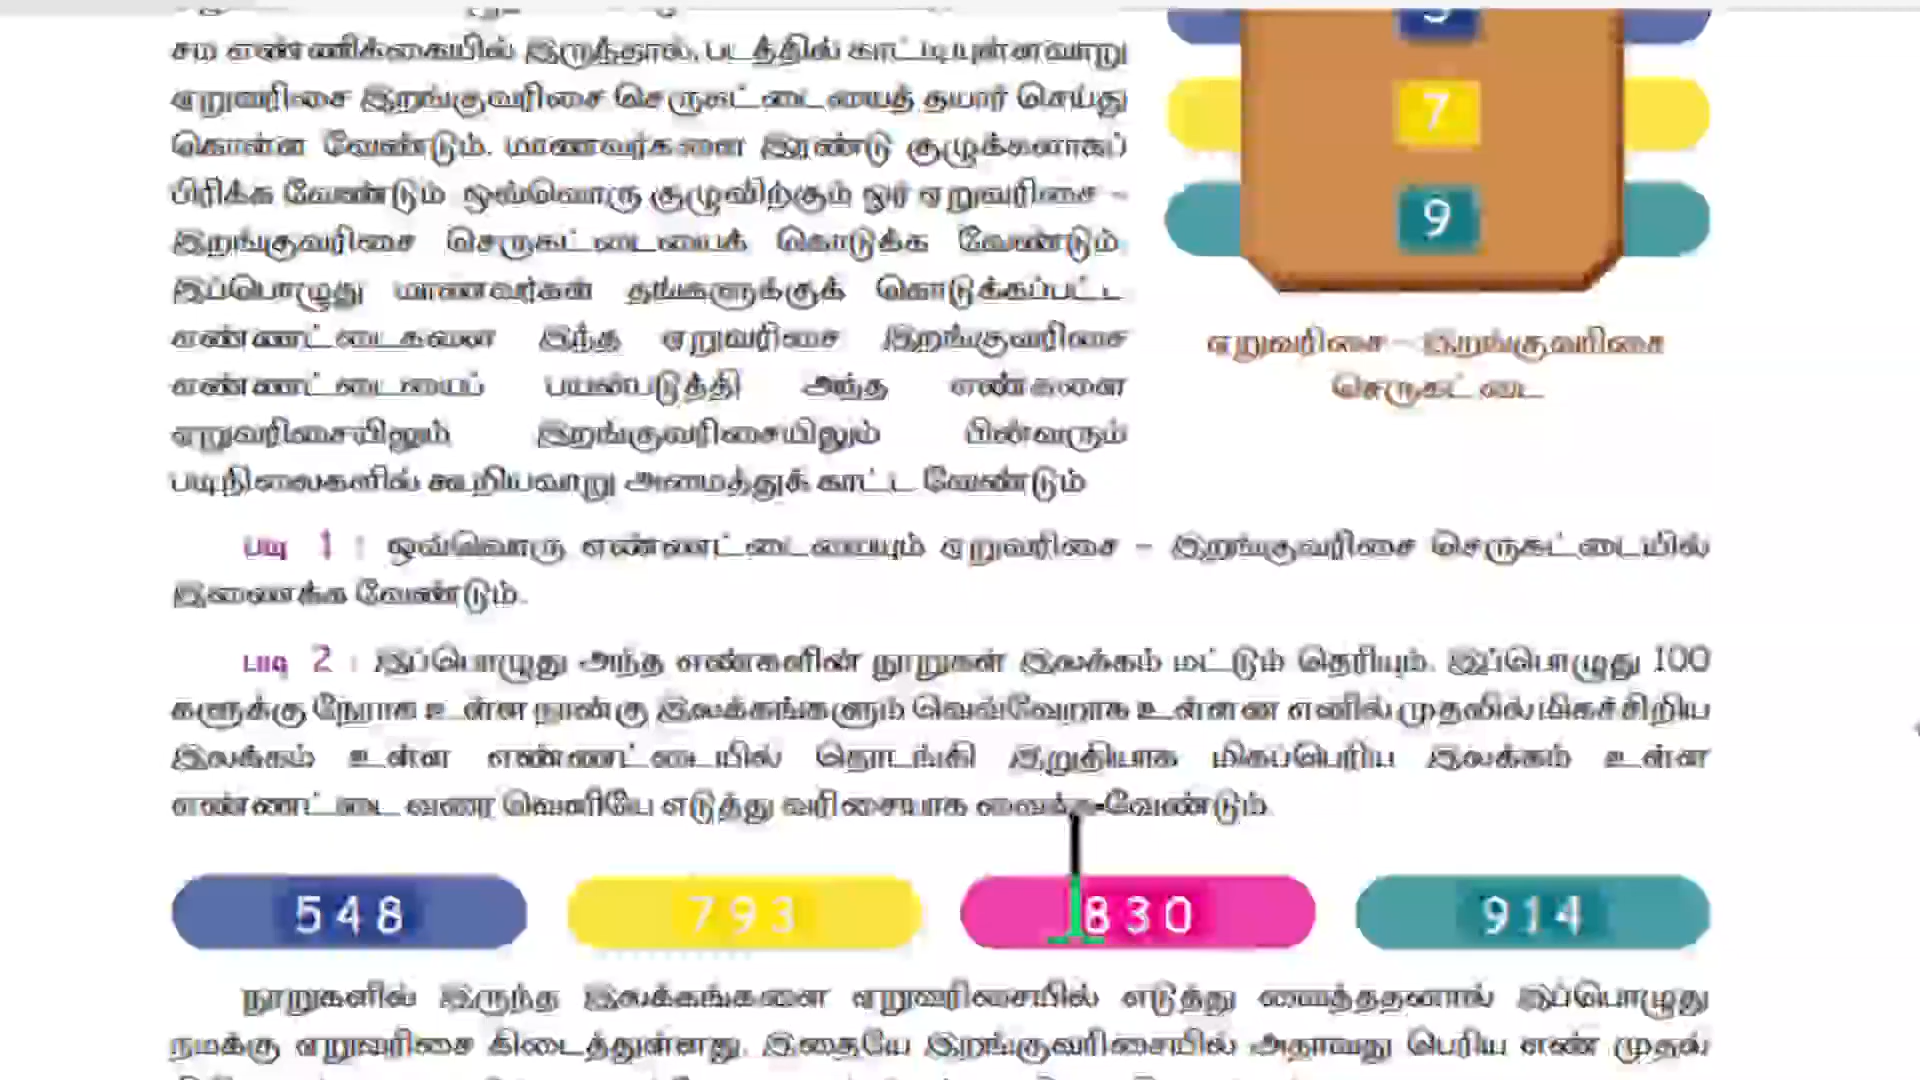 சம எண்ணிக்கையில் இருந்தால், படத்தில் காட்டியுள்ளவாறு
ஏறுவரிசை இறங்குவரிசை செருகட்டையைத் தயார் செய்து
கொள்ள வேண்டும். மாணவர்களை இரண்டு குழுக்களாகப்
பிரிக்க வேண்டும். ஒவ்வொரு குழுவிற்கும் ஓர் ஏறுவரிசை –
இறங்குவரிசை செருகட்டையைக் கொடுக்க வேண்டும்.
இப்பொழுது மாணவர்கள் தங்களுக்குக் கொடுக்கப்பட்ட
எண்ணட்டைகளை இந்த ஏறுவரிசை இறங்குவரிசை
எண்ணட்டையைப் பயன்படுத்தி அந்த எண்களை
ஏறுவரிசையிலும் இறங்குவரிசையிலும் பின்வரும்
படிநிலைகளில் கூறியவாறு அமைத்துக் காட்ட வேண்டும்
7
9
ஏறுவரிசை – இறங்குவரிசை
செருகட்டை
படி 1 : ஒவ்வொரு எண்ணட்டையையும் ஏறுவரிசை – இறங்குவரிசை செருகட்டையில்
இணைக்க வேண்டும்.
படி 2 : இப்பொழுது அந்த எண்களின் நூறுகள் இலக்கம் மட்டும் தெரியும். இப்பொழுது 100
களுக்கு நேராக உள்ள நான்கு இலக்கங்களும் வெவ்வேறாக உள்ளன எனில் முதலில் மிகச்சிறிய
இலக்கம் உள்ள எண்ணட்டையில் தொடங்கி இறுதியாக மிகப்பெரிய இலக்கம் உள்ள
எண்ணட்டை வரை வெளியே எடுத்து வரிசையாக வைக்க வேண்டும்.
548 793 830 914
நூறுகளில் இருந்த இலக்கங்களை ஏறுவரிசையில் எடுத்து வைத்ததனால் இப்பொழுது
நமக்கு ஏறுவரிசை கிடைத்துள்ளது. இதையே இறங்குவரிசையில் அதாவது பெரிய எண் முதல்